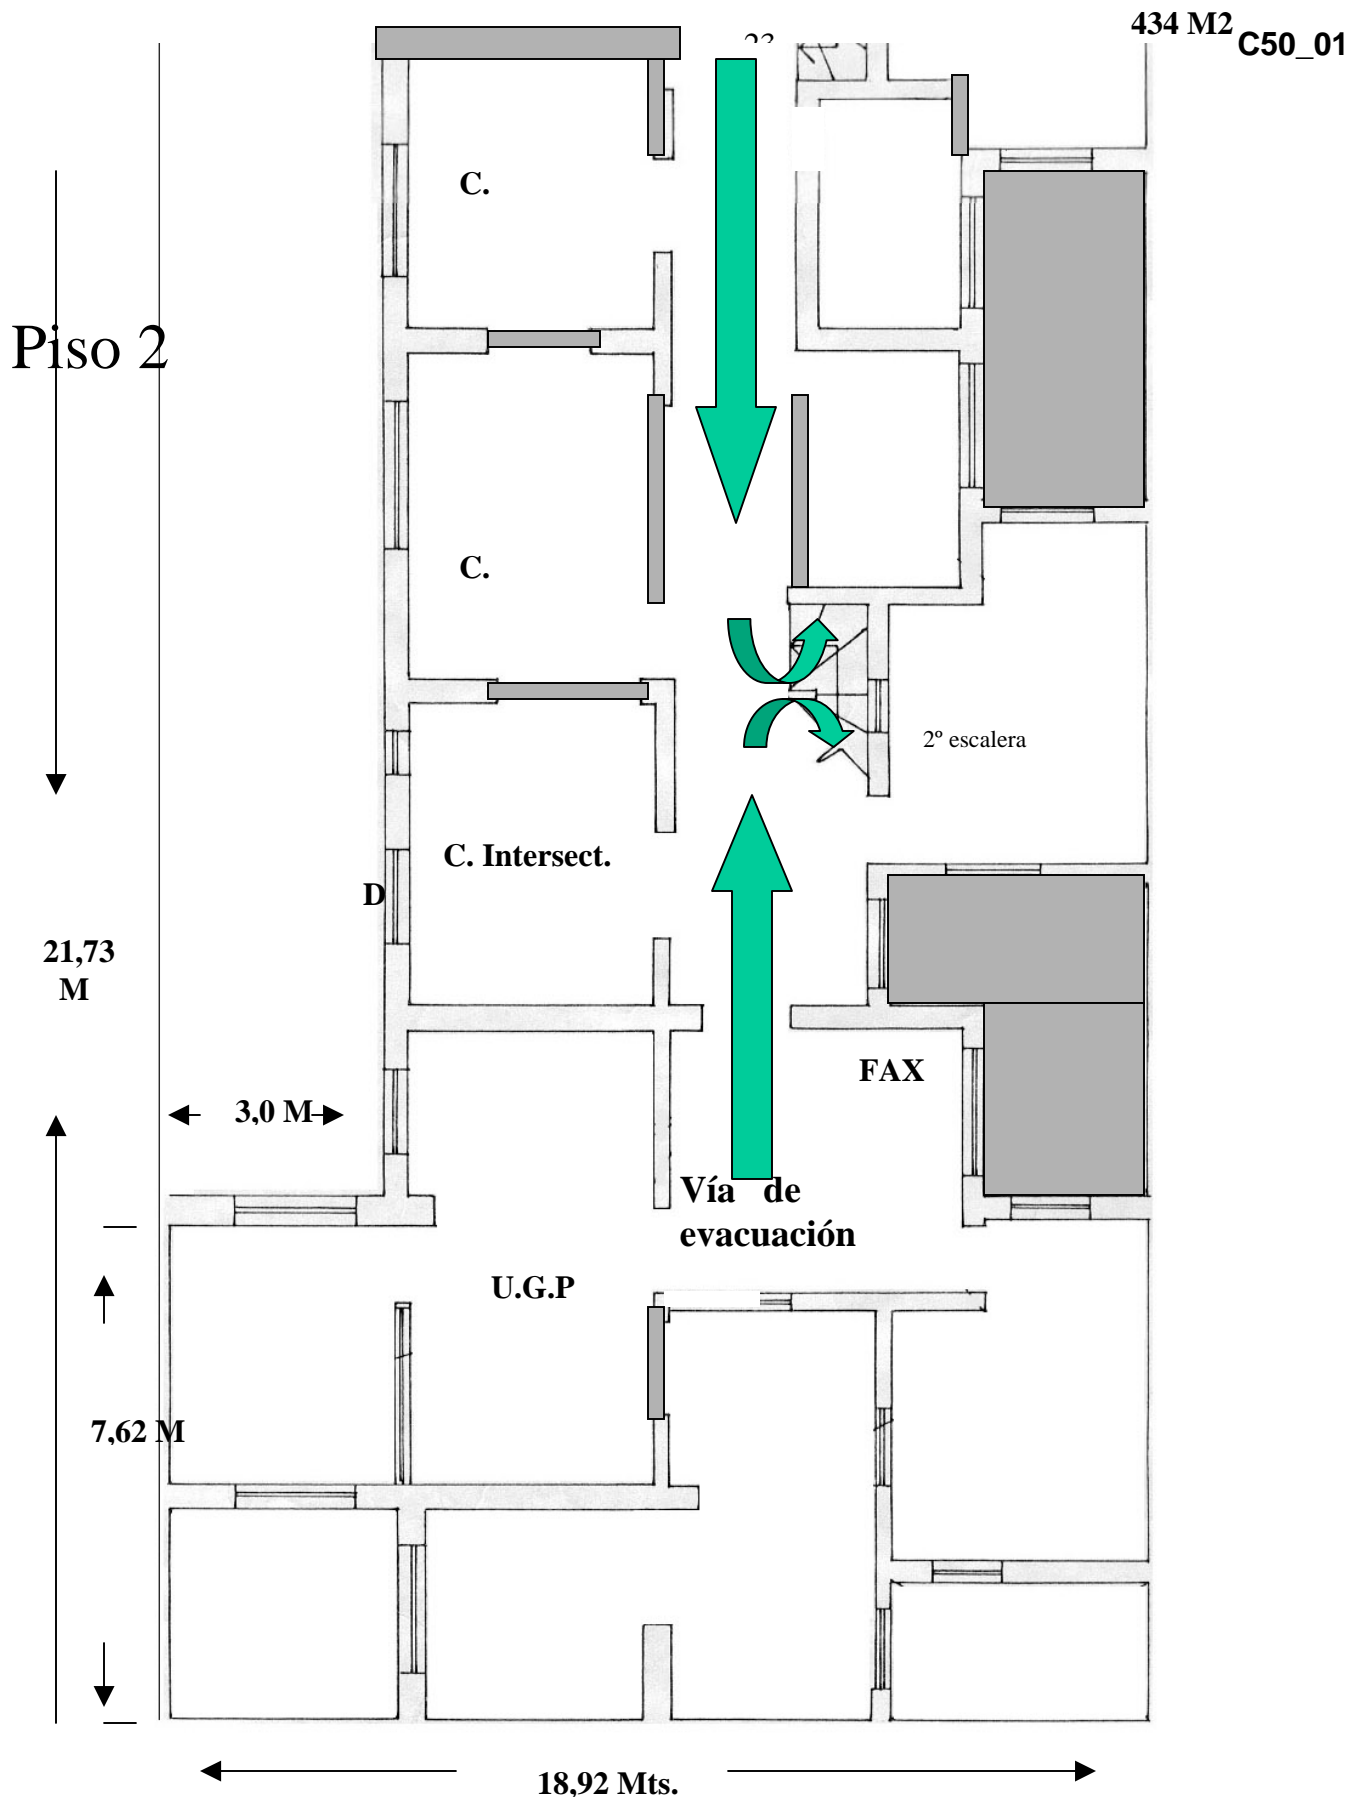 434 M2
C50_01
C.
Piso 2
C.
2º escalera
C. Intersect.
D
21,73
M
FAX
3,0 M
Vía de
evacuación
U.G.P
7,62 M
18,92 Mts.